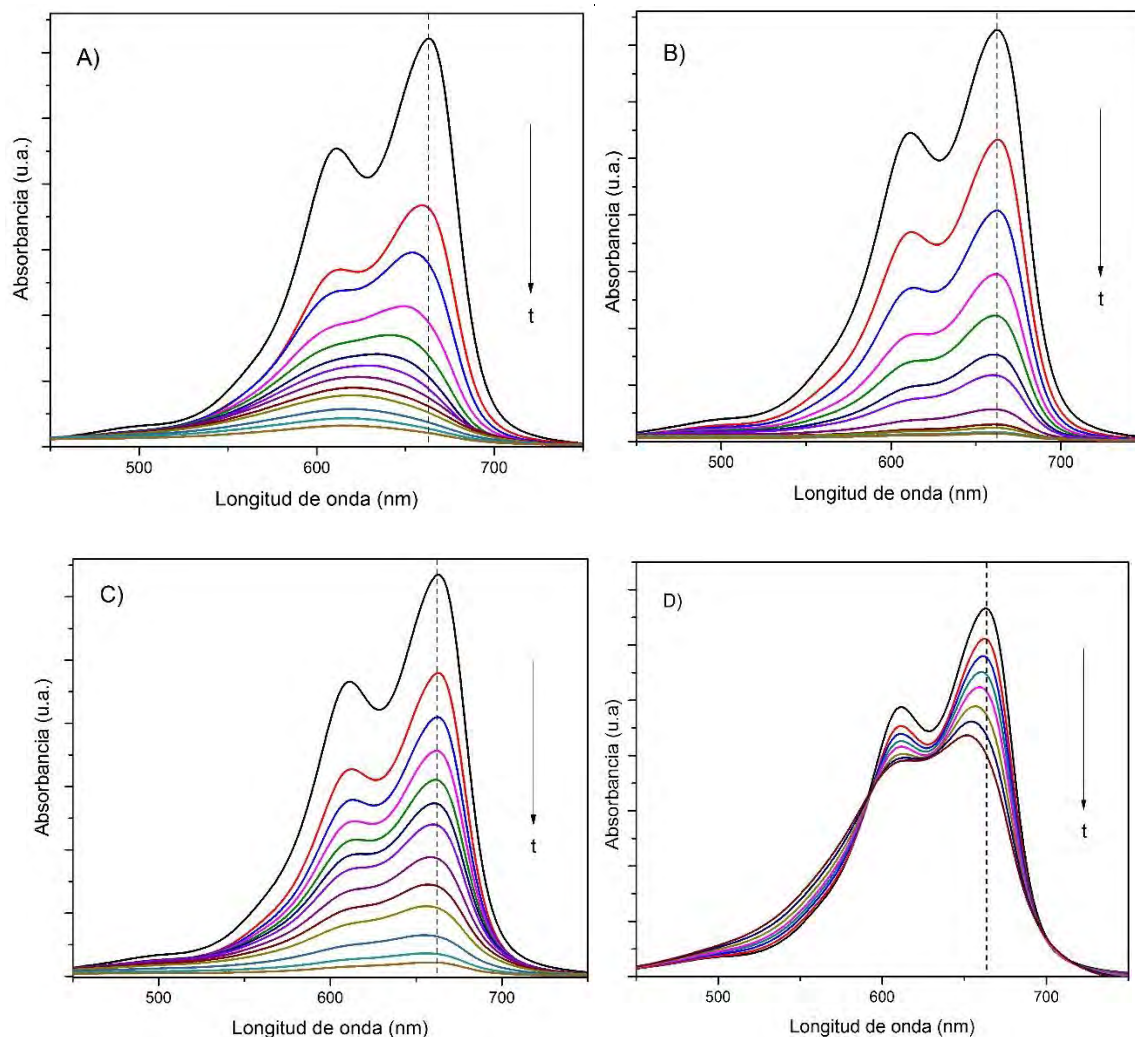 A)
Absorbancia (u.a.)
t
500
600
700
Longitud de onda (nm)
B)
Absorbancia (u.a.)
t
500
600
700
Longitud de onda (nm)
C)
Absorbancia (u.a.)
t
500
600
700
Longitud de onda (nm)
D)
Absorbancia (u.a)
t
500
600
700
Longitud de onda (nm)